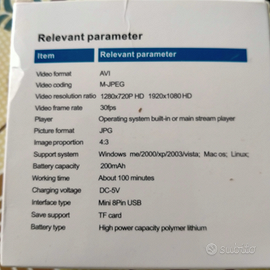 Relevant parameter
Item Relevant parameter
Video format AVI
Video coding M-JPEG
Video resolution ratio 1280x720P HD 1920x1080 HD
Video frame rate 30fps
Player Operating system built-in or main stream player
Picture format JPG
Image proportion 4:3
Support system Windows me/2000/xp/2003/vista; Mac os; Linux;
Battery capacity 200mAh
Working time About 100 minutes
Charging voltage DC-5V
Interface type Mini 8Pin USB
Save support TF card
Battery type High power capacity polymer lithium
subito